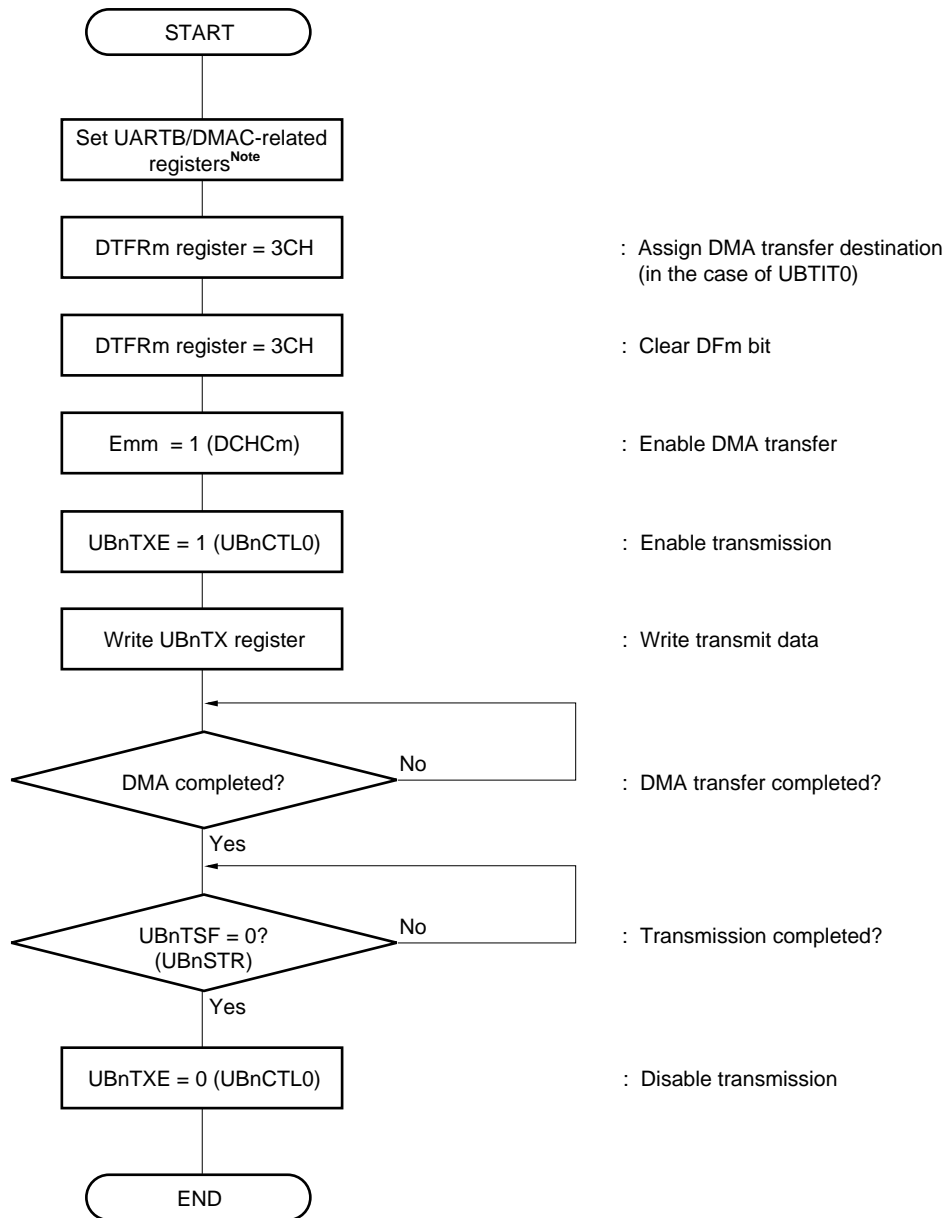 START
Set UARTB/DMAC-related
registersNote
DTFRm register = 3CH
: Assign DMA transfer destination
(in the case of UBTIT0)
DTFRm register = 3CH
: Clear DFm bit
Emm = 1 (DCHCm)
: Enable DMA transfer
UBnTXE = 1 (UBnCTL0)
: Enable transmission
Write UBnTX register
: Write transmit data
DMA completed?
No
: DMA transfer completed?
Yes
UBnTSF = 0?
(UBnSTR)
No
: Transmission completed?
Yes
UBnTXE = 0 (UBnCTL0)
: Disable transmission
END